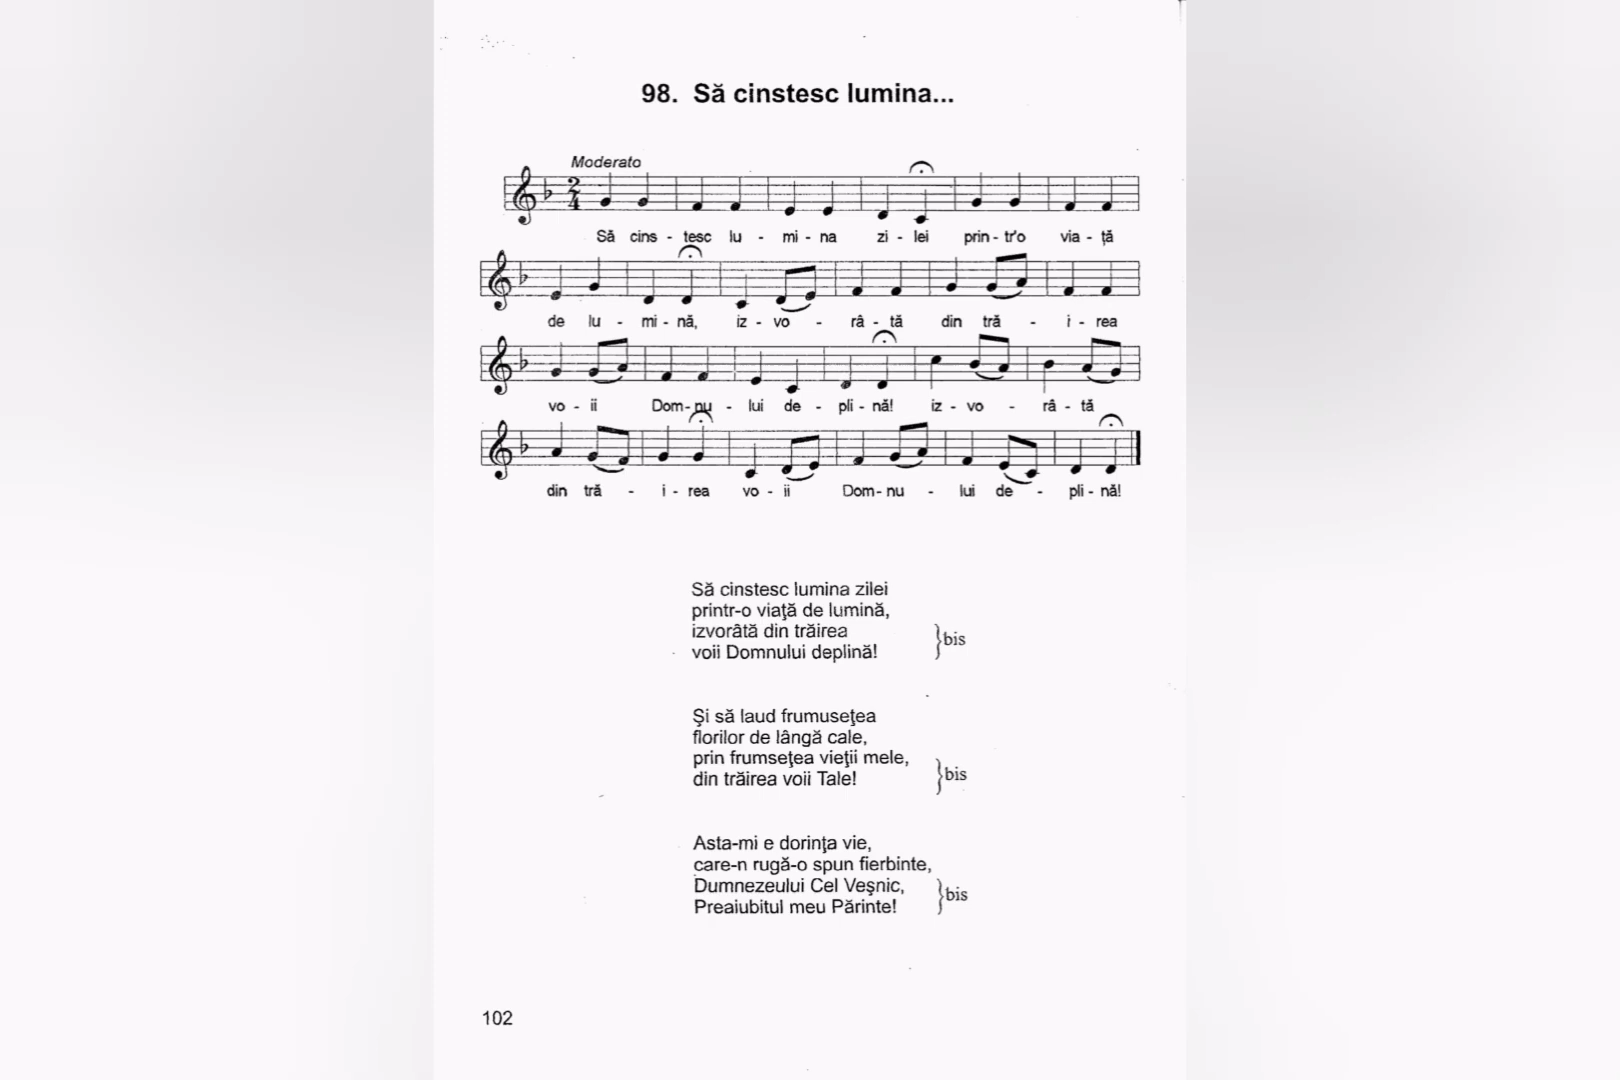 98. Să cinstesc lumina...
Moderato
Să cins - tesc lu - mi - na zi - lei prin - tr'o via - ță
de lu - mi - nă, iz - vo - râ - tă din tră - i - rea
vo - ii Dom - nu - lui de - pli - nă! iz - vo - râ - tă
din tră - i - rea vo - ii Dom - nu - lui de - pli - nă!
Să cinstesc lumina zilei
printr-o viaţă de lumină,
izvorâtă din trăirea
voii Domnului deplină!
}bis
Şi să laud frumuseţea
florilor de lângă cale,
prin frumseţea vieţii mele,
din trăirea voii Tale!
}bis
Asta-mi e dorinţa vie,
care-n rugă-o spun fierbinte,
Dumnezeului Cel Veşnic,
Preaiubitul meu Părinte!
}bis
102